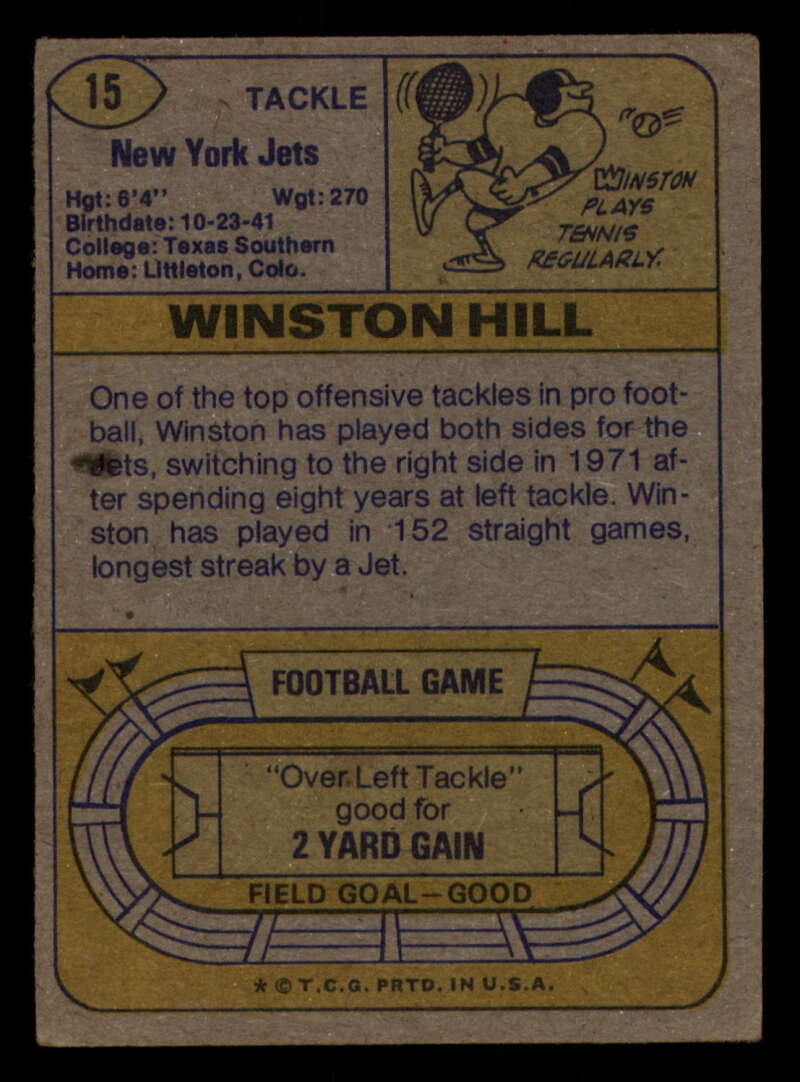 15
TACKLE
New York Jets
Hgt: 6'4" Wgt: 270
Birthdate: 10-23-41
College: Texas Southern
Home: Littleton, Colo.
WINSTON
PLAYS
TENNIS
REGULARLY.
WINSTON HILL
One of the top offensive tackles in pro foot-
ball, Winston has played both sides for the
Jets, switching to the right side in 1971 af-
ter spending eight years at left tackle. Win-
ston has played in 152 straight games,
longest streak by a Jet.
FOOTBALL GAME
"Over Left Tackle"
good for
2 YARD GAIN
FIELD GOAL—GOOD
* © T.C.G. PRTD. IN U.S.A.